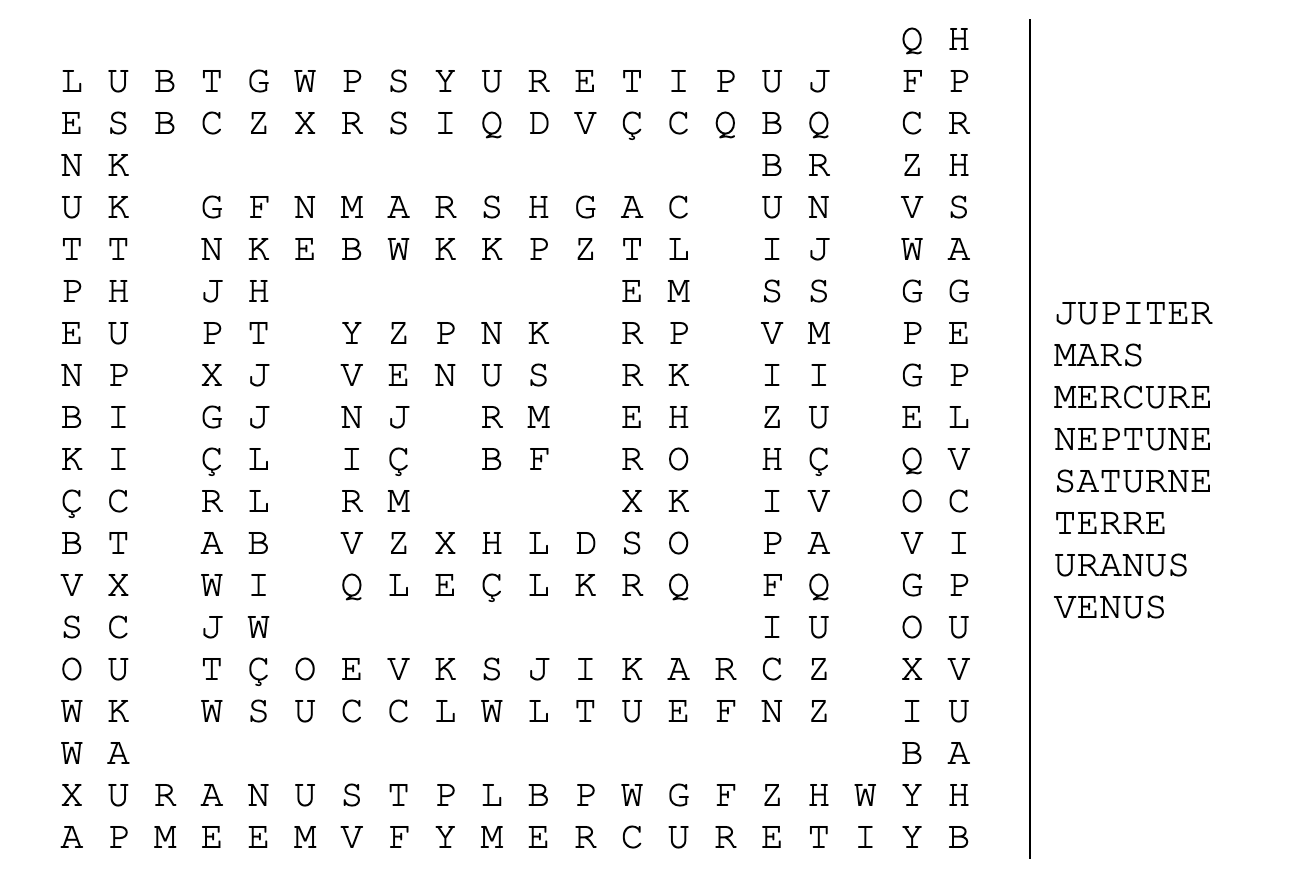 Q H
L U B T G W P S Y U R E T I P U J F P
E S B C Z X R S I Q D V Ç C Q B Q C R
N K B R Z H
U K G F N M A R S H G A C U N V S
T T N K E B W K K P Z T L I J W A
P H J H E M S S G G
E U P T Y Z P N K R P V M P E
N P X J V E N U S R K I I G P
B I G J N J R M E H Z U E L
K I Ç L I Ç B F R O H Ç Q V
Ç C R L R M X K I V O C
B T A B V Z X H L D S O P A V I
V X W I Q L E Ç L K R Q F Q G P
S C J W I U O U
O U T Ç O E V K S J I K A R C Z X V
W K W S U C C L W L T U E F N Z I U
W A B A
X U R A N U S T P L B P W G F Z H W Y H
A P M E E M V F Y M E R C U R E T I Y B
JUPITER
MARS
MERCURE
NEPTUNE
SATURNE
TERRE
URANUS
VENUS